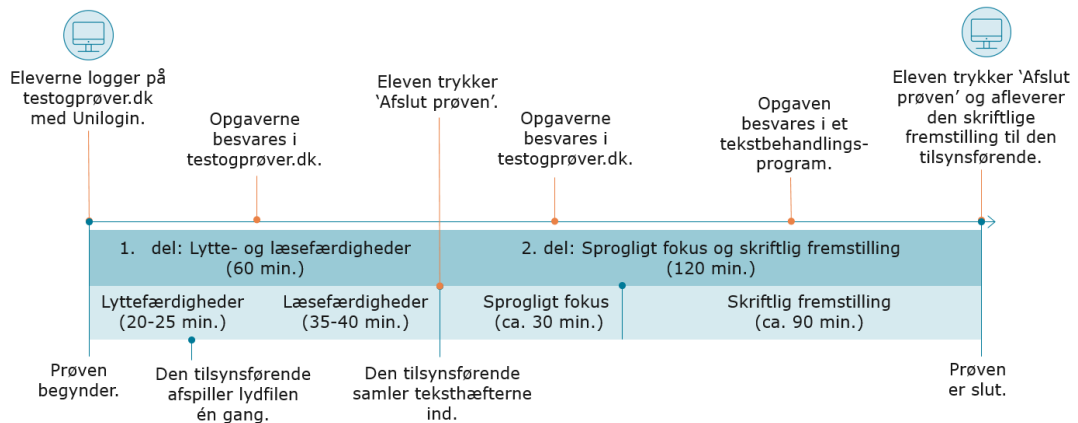 Eleverne logger på
testogprøver.dk
med Unilogin.
Opgaverne
besvares i
testogprøver.dk.
Eleven trykker
‘Afslut prøven’.
Opgaverne
besvares i
testogprøver.dk.
Opgaven
besvares i et
tekstbehandlings-
program.
Eleven trykker ‘Afslut
prøven’ og afleverer
den skriftlige
fremstilling til den
tilsynsførende.
1. del: Lytte- og læsefærdigheder
(60 min.)
2. del: Sprogligt fokus og skriftlig fremstilling
(120 min.)
Lyttefærdigheder
(20-25 min.)
Læsefærdigheder
(35-40 min.)
Sprogligt fokus
(ca. 30 min.)
Skriftlig fremstilling
(ca. 90 min.)
Prøven
begynder.
Den tilsynsførende
afspiller lydfilen
én gang.
Den tilsynsførende
samler teksthæfterne
ind.
Prøven
er slut.